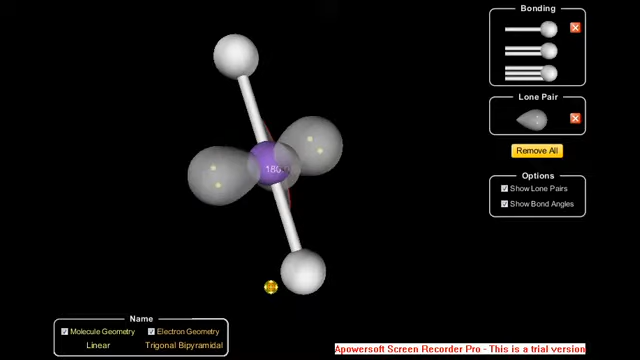 Bonding
Lone Pair
Remove All
Options
Show Lone Pairs
Show Bond Angles
180
Name
Molecule Geometry
Electron Geometry
Linear
Trigonal Bipyramidal
Apowersoft Screen Recorder Pro - This is a trial version